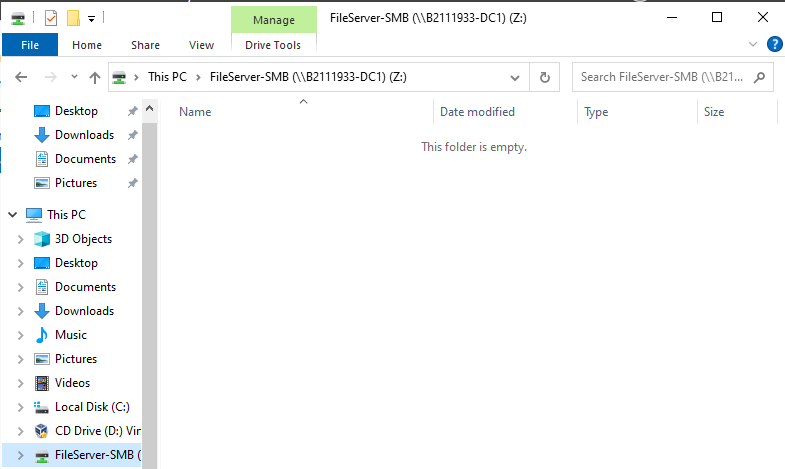 Manage
FileServer-SMB (\\B2111933-DC1) (Z:)
File
Home
Share
View
Drive Tools
This PC
FileServer-SMB (\\B2111933-DC1) (Z:)
Search FileServer-SMB (\\B21...
Desktop
Downloads
Documents
Pictures
This PC
3D Objects
Desktop
Documents
Downloads
Music
Pictures
Videos
Local Disk (C:)
CD Drive (D:) Vir
FileServer-SMB (
Name
Date modified
Type
Size
This folder is empty.